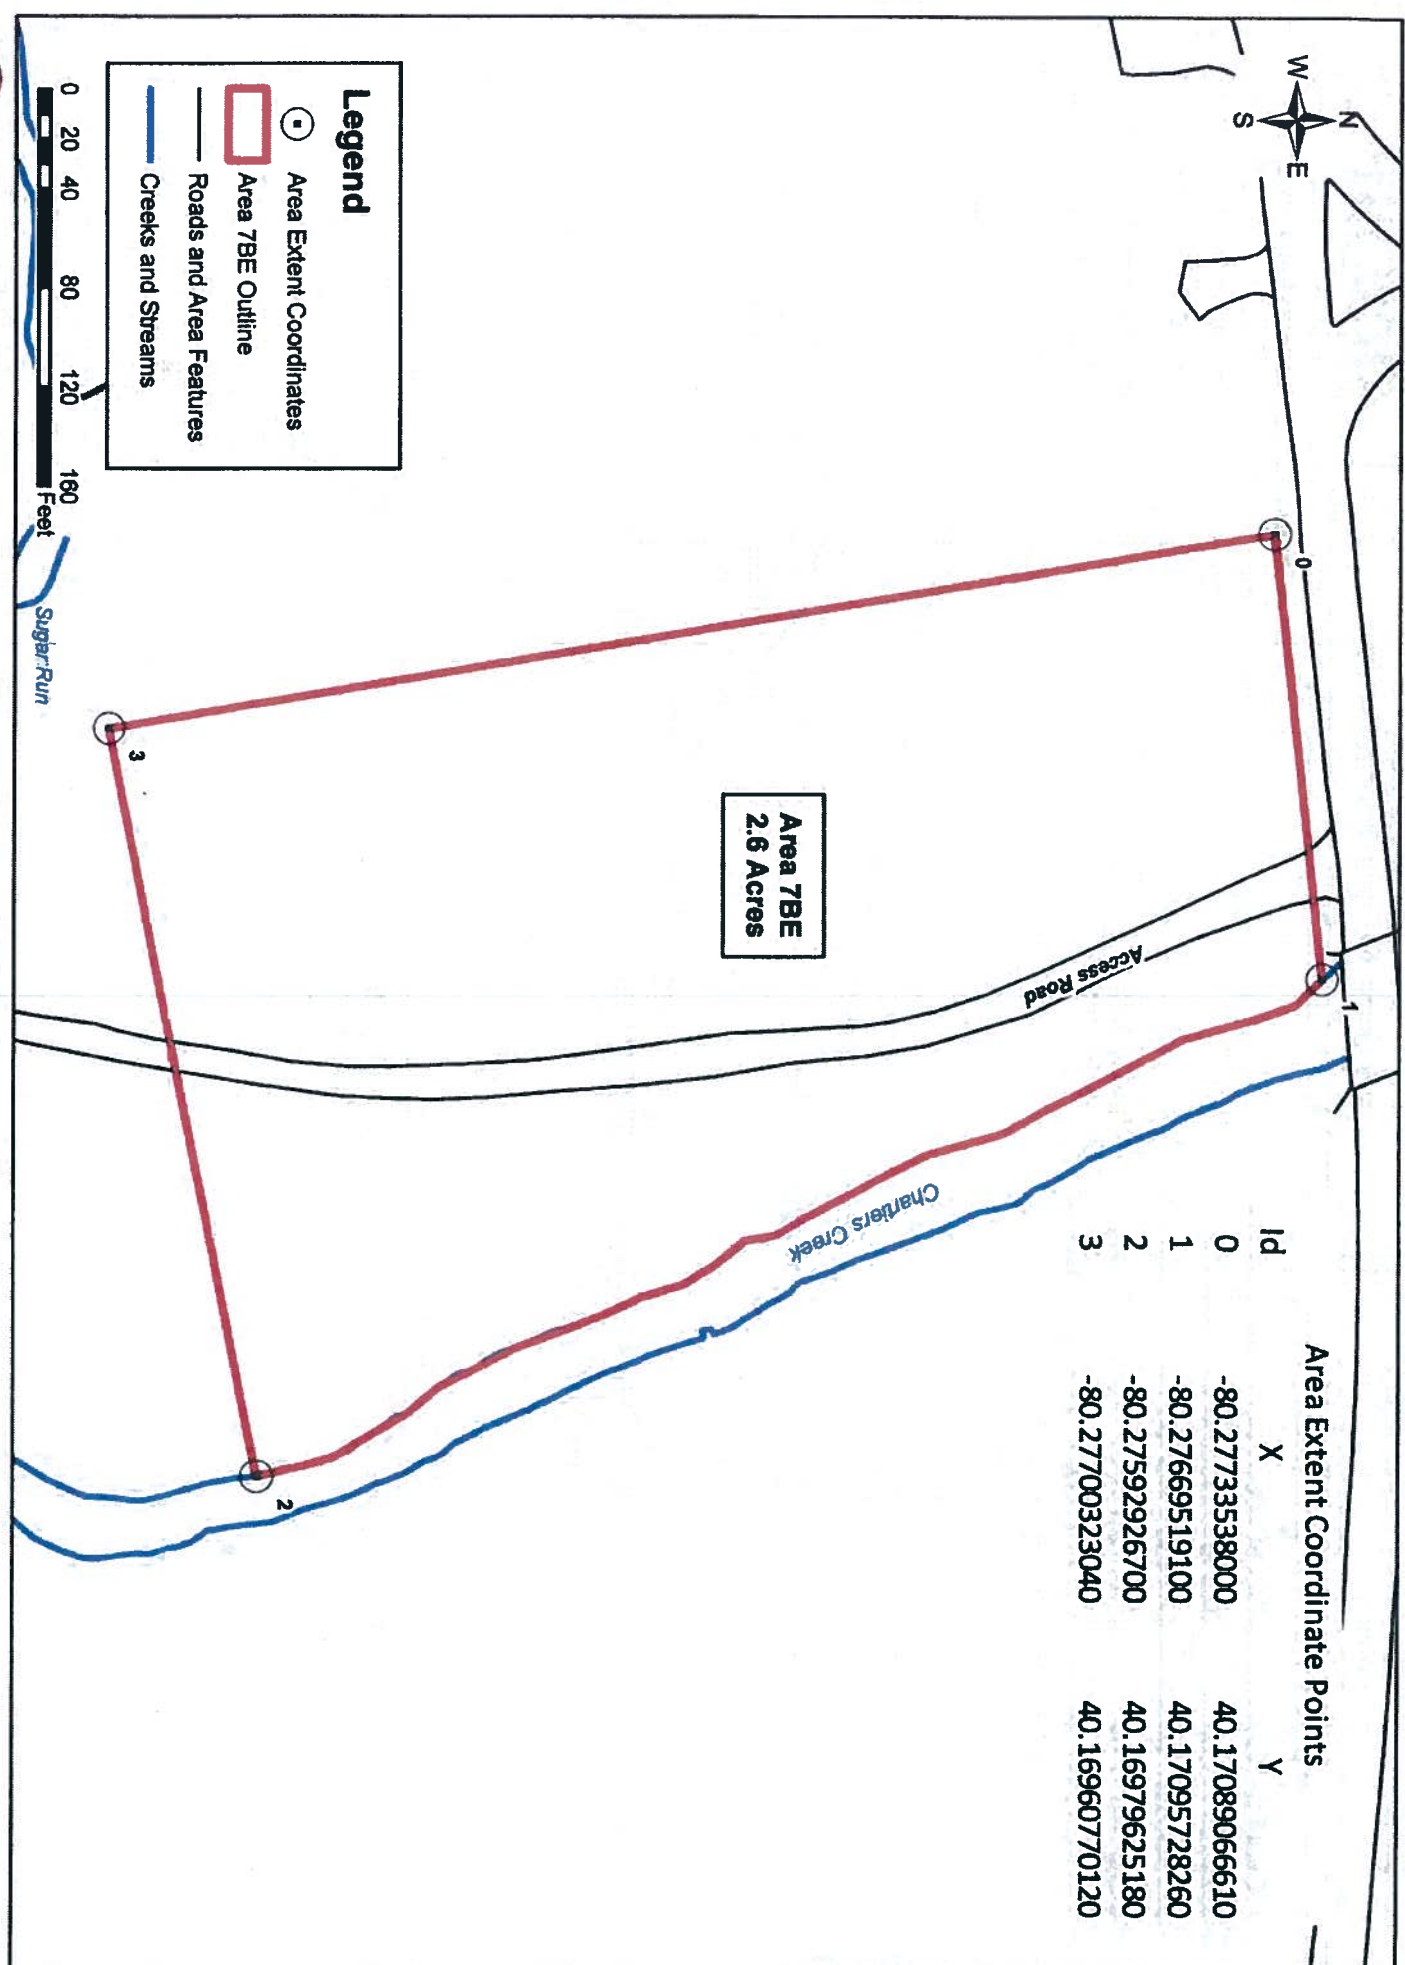 N
W
E
S
Area Extent Coordinate Points
Id X Y
0 -80.27733538000 40.17089066610
1 -80.27669519100 40.17095728260
2 -80.27592926700 40.16979625180
3 -80.27700323040 40.16960770120
0
1
Access Road
Area 7BE
2.6 Acres
Chartiers Creek
3
2
Legend
Area Extent Coordinates
Area 7BE Outline
Roads and Area Features
Creeks and Streams
0 20 40 80 120 160
Feet
Sugar Run